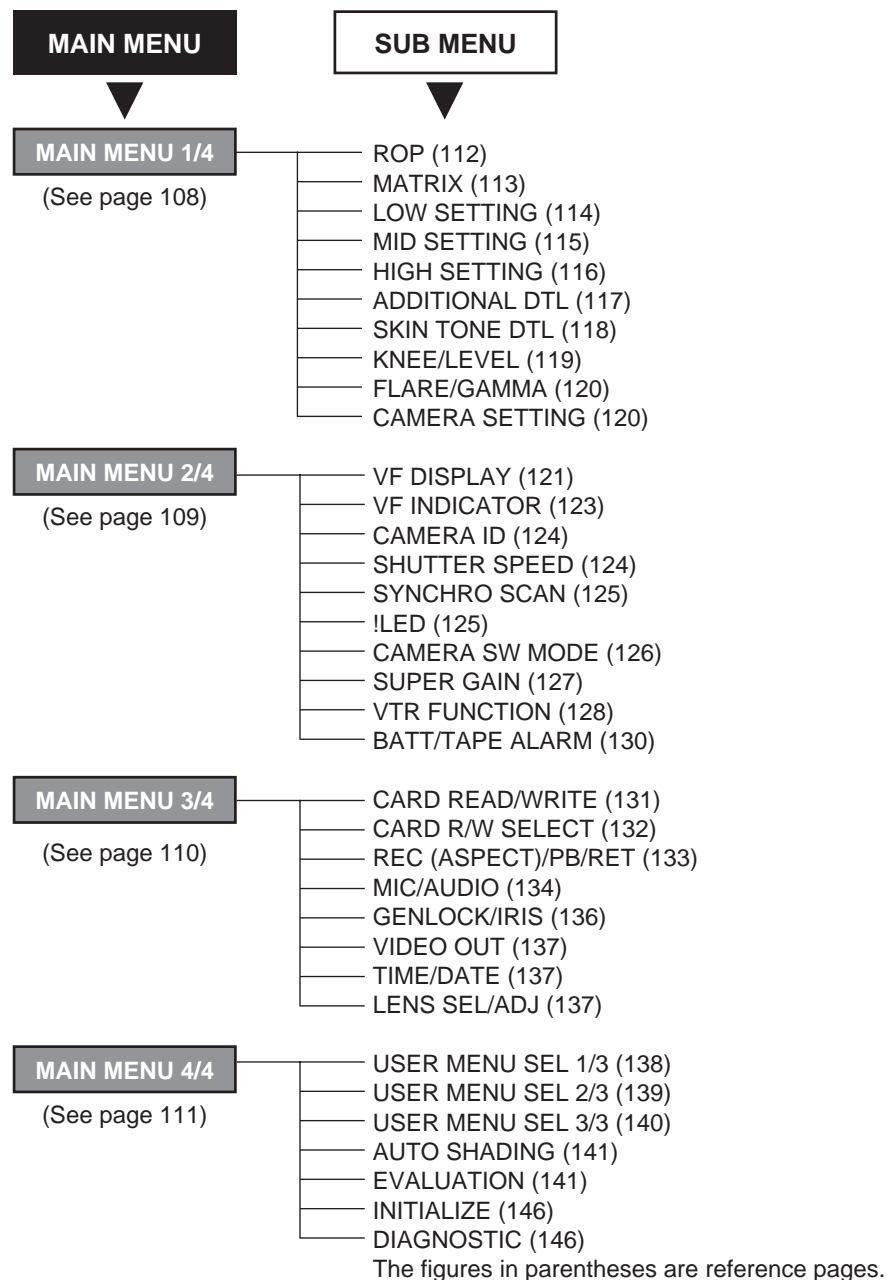 MAIN MENU
SUB MENU
MAIN MENU 1/4
(See page 108)
ROP (112)
MATRIX (113)
LOW SETTING (114)
MID SETTING (115)
HIGH SETTING (116)
ADDITIONAL DTL (117)
SKIN TONE DTL (118)
KNEE/LEVEL (119)
FLARE/GAMMA (120)
CAMERA SETTING (120)
MAIN MENU 2/4
(See page 109)
VF DISPLAY (121)
VF INDICATOR (123)
CAMERA ID (124)
SHUTTER SPEED (124)
SYNCHRO SCAN (125)
!LED (125)
CAMERA SW MODE (126)
SUPER GAIN (127)
VTR FUNCTION (128)
BATT/TAPE ALARM (130)
MAIN MENU 3/4
(See page 110)
CARD READ/WRITE (131)
CARD R/W SELECT (132)
REC (ASPECT)/PB/RET (133)
MIC/AUDIO (134)
GENLOCK/IRIS (136)
VIDEO OUT (137)
TIME/DATE (137)
LENS SEL/ADJ (137)
MAIN MENU 4/4
(See page 111)
USER MENU SEL 1/3 (138)
USER MENU SEL 2/3 (139)
USER MENU SEL 3/3 (140)
AUTO SHADING (141)
EVALUATION (141)
INITIALIZE (146)
DIAGNOSTIC (146)
The figures in parentheses are reference pages.